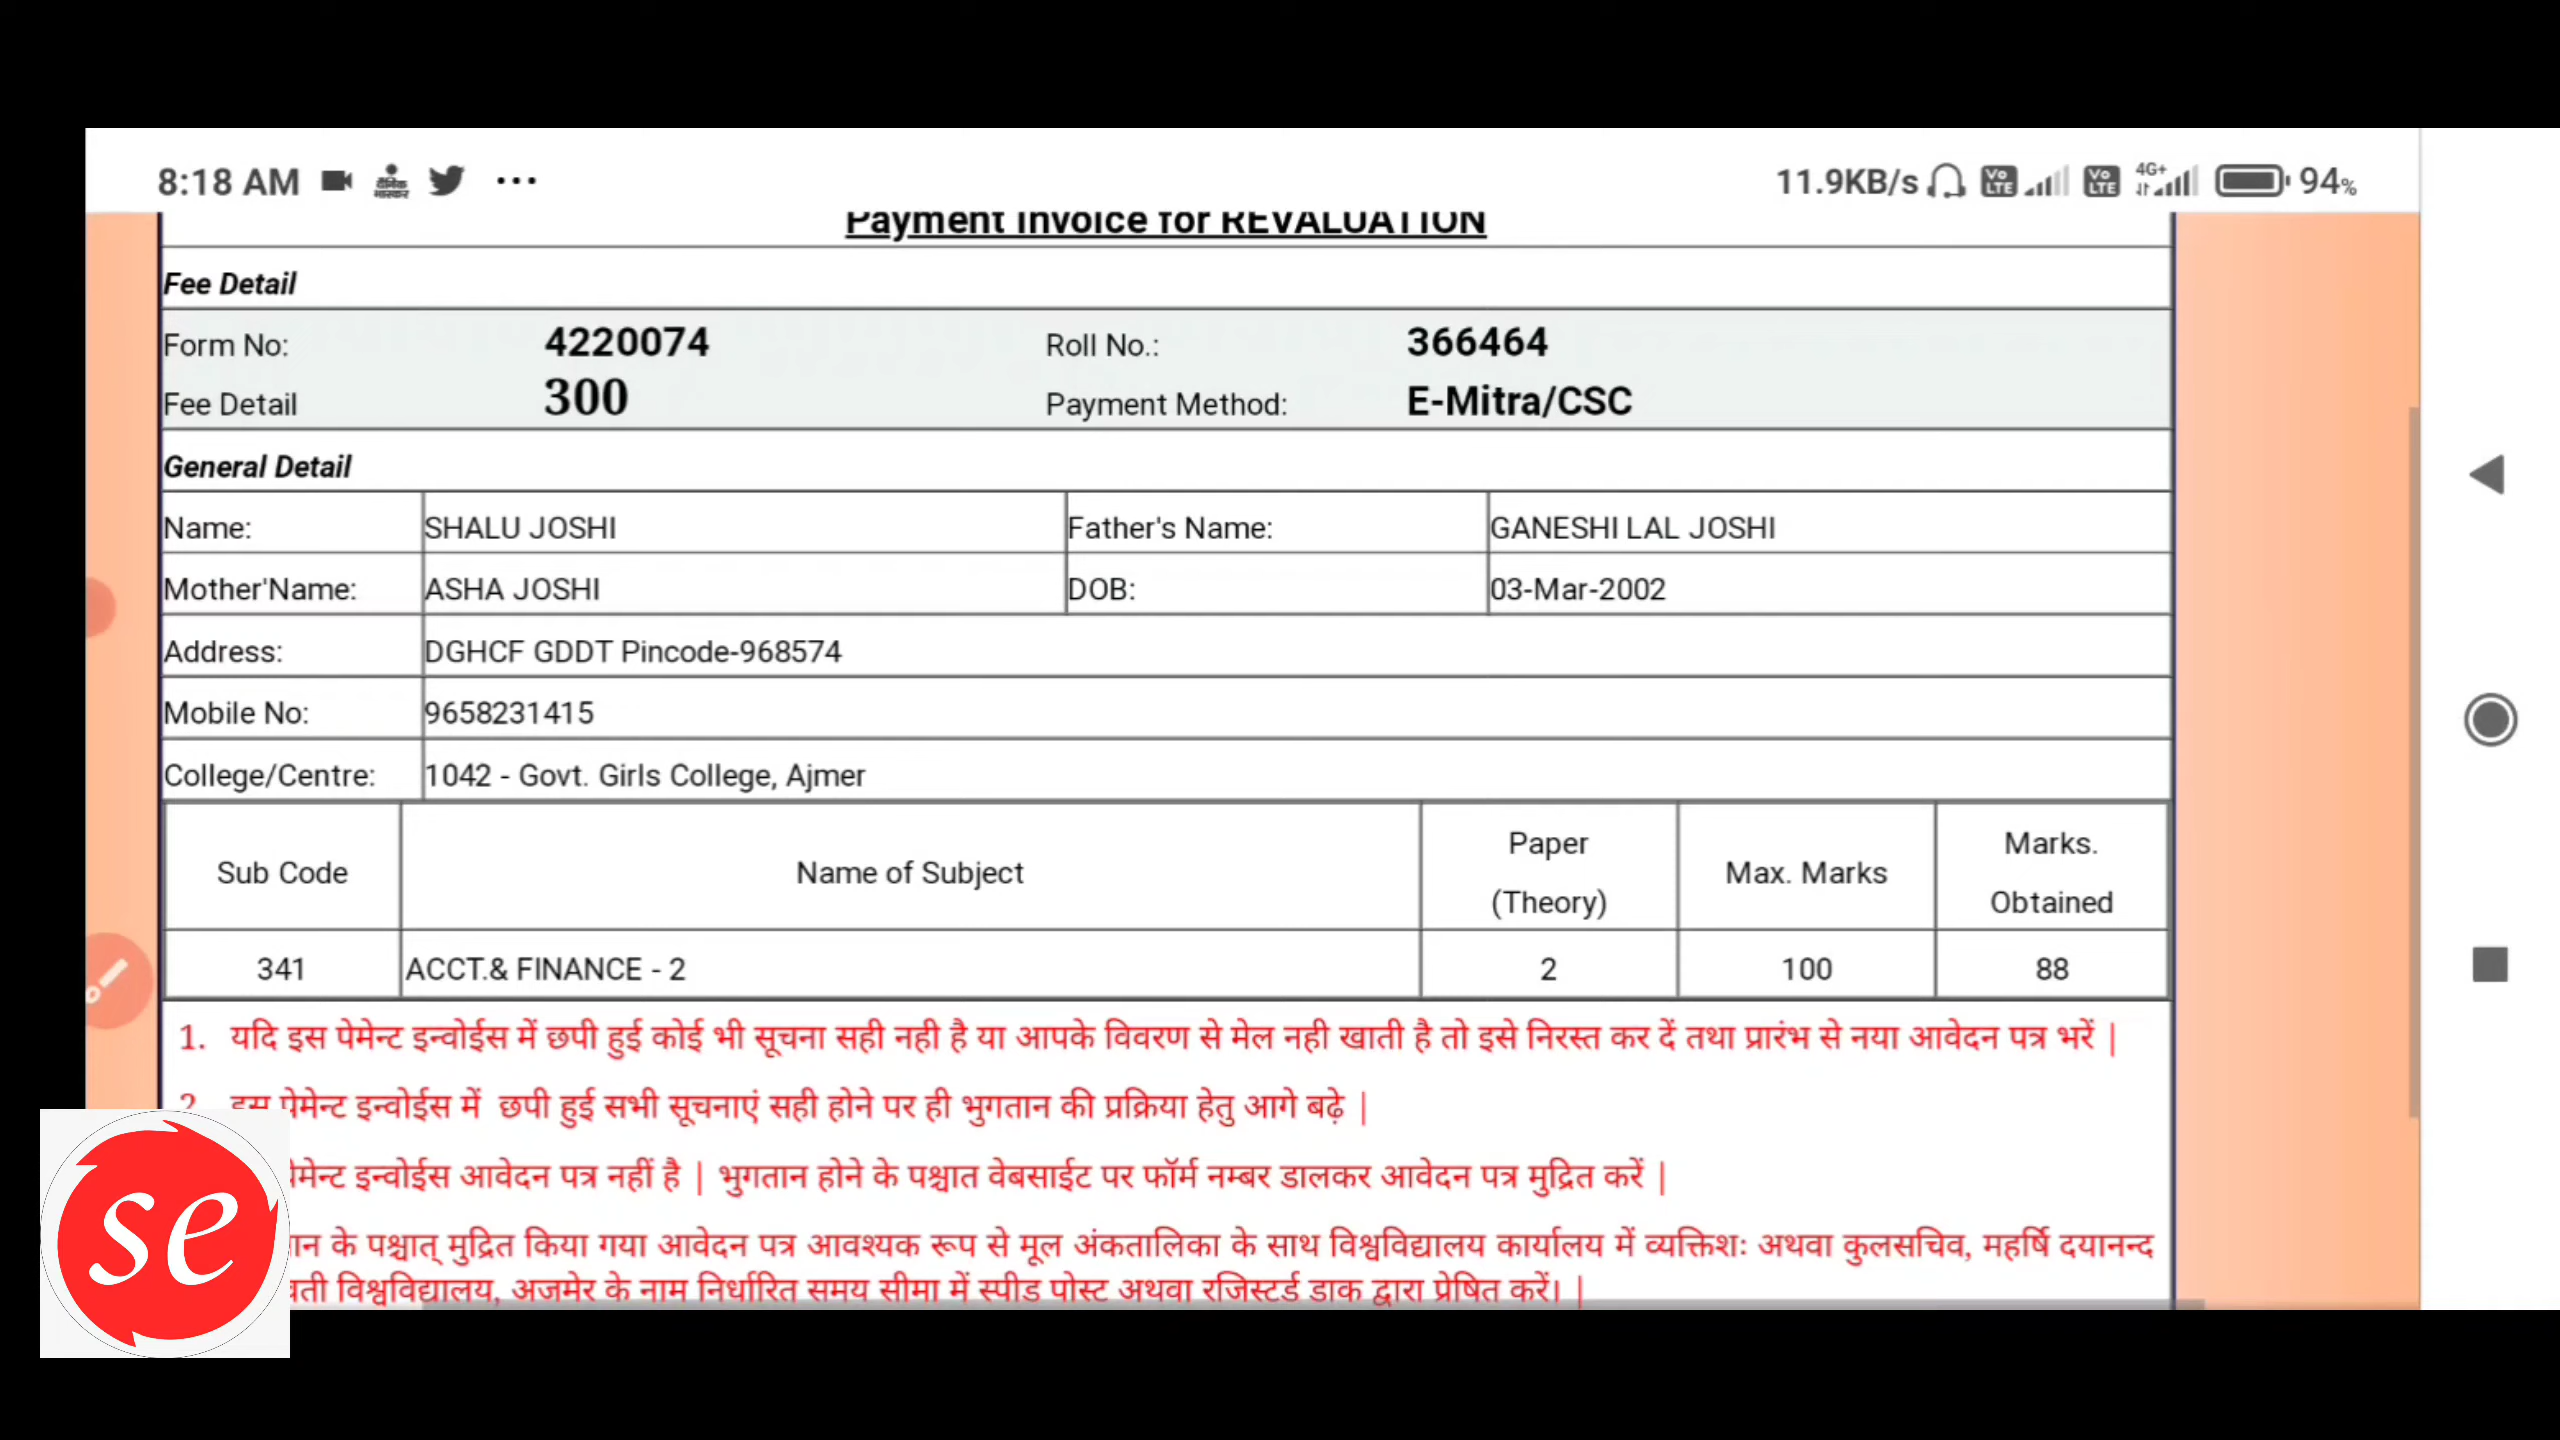 8:18 AM ... 11.9KB/s Vo LTE Vo LTE 4G+ 94%
Payment Invoice for REVALUATION
Fee Detail
Form No: 4220074 Roll No.: 366464
Fee Detail 300 Payment Method: E-Mitra/CSC
General Detail
Name: SHALU JOSHI Father's Name: GANESHI LAL JOSHI
Mother'Name: ASHA JOSHI DOB: 03-Mar-2002
Address: DGHCF GDDT Pincode-968574
Mobile No: 9658231415
College/Centre: 1042 - Govt. Girls College, Ajmer
Sub Code Name of Subject Paper (Theory) Max. Marks Marks. Obtained
341 ACCT.& FINANCE - 2 2 100 88
1. यदि इस पेमेन्ट इन्वोईस में छपी हुई कोई भी सूचना सही नही है या आपके विवरण से मेल नही खाती है तो इसे निरस्त कर दें तथा प्रारंभ से नया आवेदन पत्र भरें |
2. इस पेमेन्ट इन्वोईस में छपी हुई सभी सूचनाएं सही होने पर ही भुगतान की प्रक्रिया हेतु आगे बढ़े |
इन्वोईस आवेदन पत्र नहीं है | भुगतान होने के पश्चात वेबसाईट पर फॉर्म नम्बर डालकर आवेदन पत्र मुद्रित करें |
के पश्चात् मुद्रित किया गया आवेदन पत्र आवश्यक रूप से मूल अंकतालिका के साथ विश्वविद्यालय कार्यालय में व्यक्तिशः अथवा कुलसचिव, महर्षि दयानन्द
विश्वविद्यालय, अजमेर के नाम निर्धारित समय सीमा में स्पीड पोस्ट अथवा रजिस्टर्ड डाक द्वारा प्रेषित करें। |
se